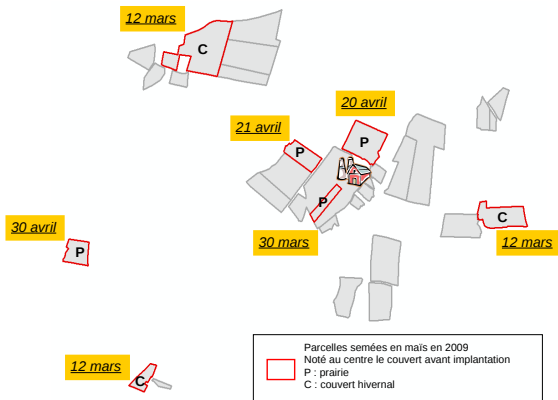 12 mars
C
20 avril
21 avril
P
P
P
30 mars
C
12 mars
30 avril
P
12 mars
C
Parcelles semées en maïs en 2009
Noté au centre le couvert avant implantation
P : prairie
C : couvert hivernal